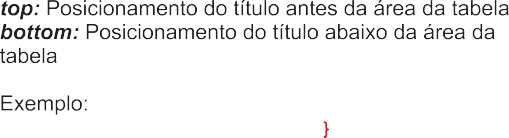 top: Posicionamento do título antes da área da tabela
bottom: Posicionamento do título abaixo da área da
tabela
Exemplo:
}